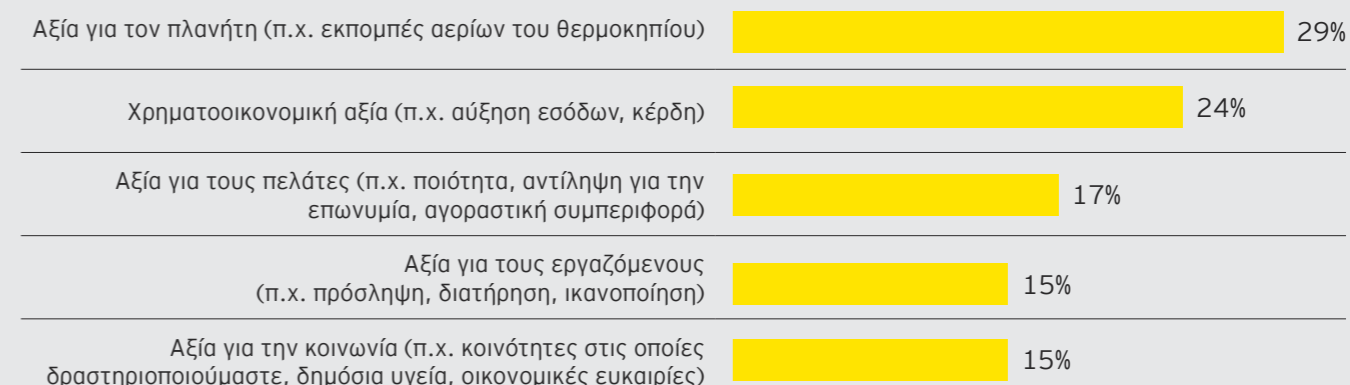 Αξία για τον πλανήτη (π.χ. εκπομπές αερίων του θερμοκηπίου)
29%
Χρηματοοικονομική αξία (π.χ. αύξηση εσόδων, κέρδη)
24%
Αξία για τους πελάτες (π.χ. ποιότητα, αντίληψη για την
επωνυμία, αγοραστική συμπεριφορά)
17%
Αξία για τους εργαζόμενους
(π.χ. πρόσληψη, διατήρηση, ικανοποίηση)
15%
Αξία για την κοινωνία (π.χ. κοινότητες στις οποίες
δραστηριοποιούμαστε, δημόσια υγεία, οικονομικές ευκαιρίες)
15%